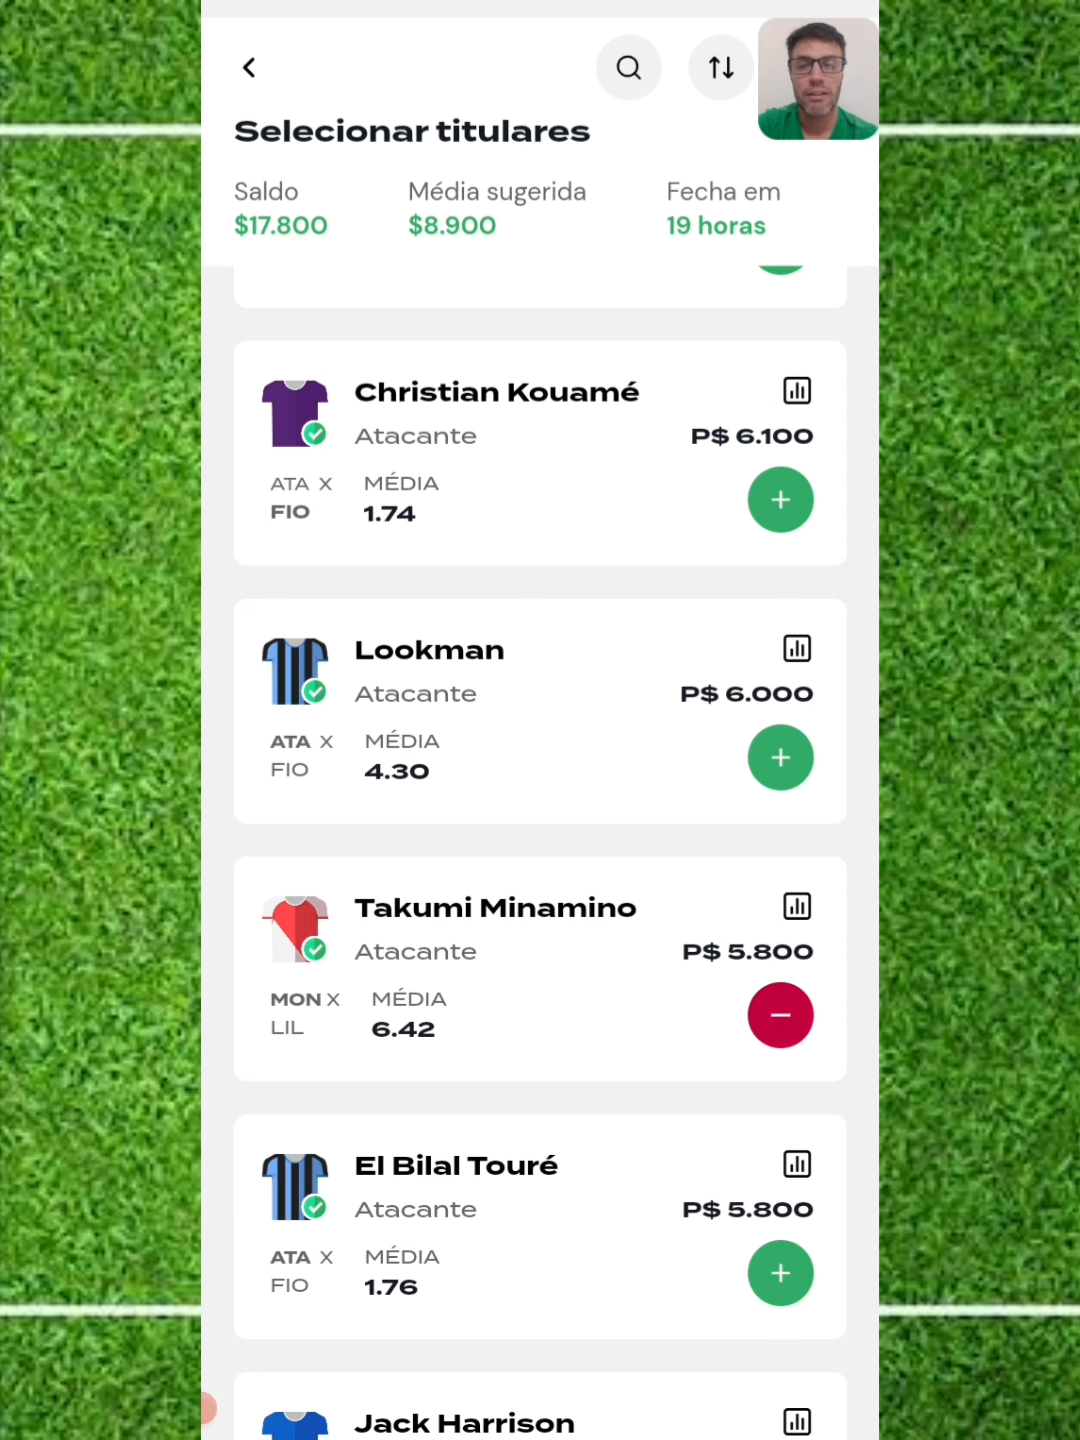 Selecionar titulares
Saldo Média sugerida Fecha em
$17.800 $8.900 19 horas
Christian Kouamé
Atacante P$ 6.100
ATA X MÉDIA
FIO 1.74
Lookman
Atacante P$ 6.000
ATA X MÉDIA
FIO 4.30
Takumi Minamino
Atacante P$ 5.800
MON X MÉDIA
LIL 6.42
El Bilal Touré
Atacante P$ 5.800
ATA X MÉDIA
FIO 1.76
Jack Harrison